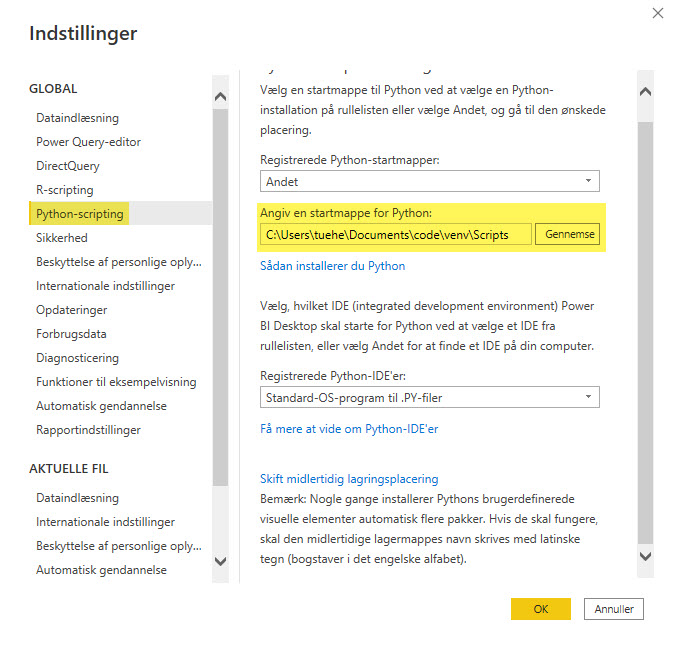 Indstillinger
GLOBAL
Dataindlæsning
Power Query-editor
DirectQuery
R-scripting
Python-scripting
Sikkerhed
Beskyttelse af personlige oply...
Internationale indstillinger
Opdateringer
Forbrugsdata
Diagnosticering
Funktioner til eksempelvisning
Automatisk gendannelse
Rapportindstillinger
AKTUELLE FIL
Dataindlæsning
Internationale indstillinger
Beskyttelse af personlige oply...
Automatisk gendannelse
Vælg en startmappe til Python ved at vælge en Python-
installation på rullelisten eller vælge Andet, og gå til den ønskede
placering.
Registrerede Python-startmapper:
Andet
Angiv en startmappe for Python:
C:\Users\tuehe\Documents\code\venv\Scripts
Gennemse
Sådan installerer du Python
Vælg, hvilket IDE (integrated development environment) Power
BI Desktop skal starte for Python ved at vælge et IDE fra
rullelisten, eller vælg Andet for at finde et IDE på din computer.
Registrerede Python-IDE'er:
Standard-OS-program til .PY-filer
Få mere at vide om Python-IDE'er
Skift midlertidig lagringsplacering
Bemærk: Nogle gange installerer Pythons brugerdefinerede
visuelle elementer automatisk flere pakker. Hvis de skal fungere,
skal den midlertidige lagermappes navn skrives med latinske
tegn (bogstaver i det engelske alfabet).
OK
Annuller